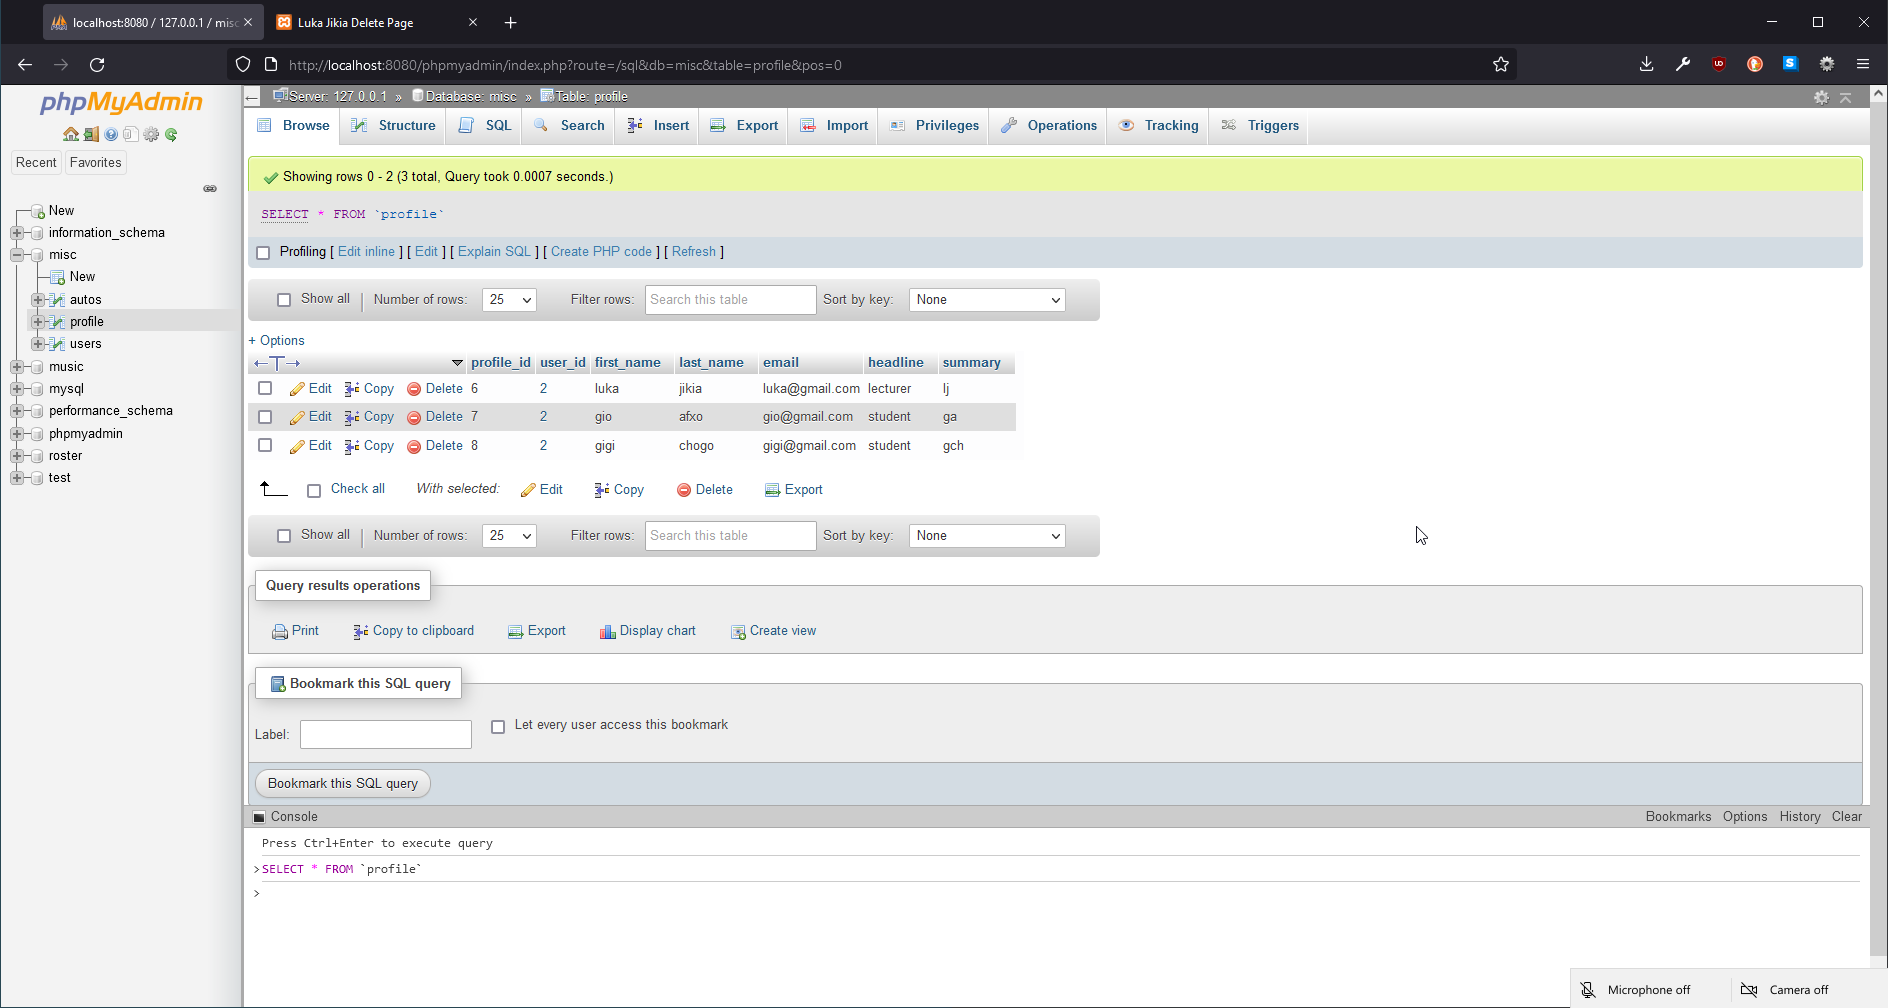 localhost:8080 / 127.0.0.1 / misc
Luka Jikia Delete Page
http://localhost:8080/phpmyadmin/index.php?route=/sql&db=misc&table=profile&pos=0
phpMyAdmin
Recent Favorites
New
information_schema
misc
New
autos
profile
users
music
mysql
performance_schema
phpmyadmin
roster
test
Server: 127.0.0.1 » Database: misc » Table: profile
Browse Structure SQL Search Insert Export Import Privileges Operations Tracking Triggers
Showing rows 0 - 2 (3 total, Query took 0.0007 seconds.)
SELECT * FROM `profile`
Profiling [ Edit inline ] [ Edit ] [ Explain SQL ] [ Create PHP code ] [ Refresh ]
Show all Number of rows: 25 Filter rows: Search this table Sort by key: None
+ Options
profile_id user_id first_name last_name email headline summary
Edit Copy Delete 6 2 luka jikia luka@gmail.com lecturer lj
Edit Copy Delete 7 2 gio afxo gio@gmail.com student ga
Edit Copy Delete 8 2 gigi chogo gigi@gmail.com student gch
Check all With selected: Edit Copy Delete Export
Show all Number of rows: 25 Filter rows: Search this table Sort by key: None
Query results operations
Print Copy to clipboard Export Display chart Create view
Bookmark this SQL query
Label: Let every user access this bookmark
Bookmark this SQL query
Console Bookmarks Options History Clear
Press Ctrl+Enter to execute query
>SELECT * FROM `profile`
>
Microphone off Camera off